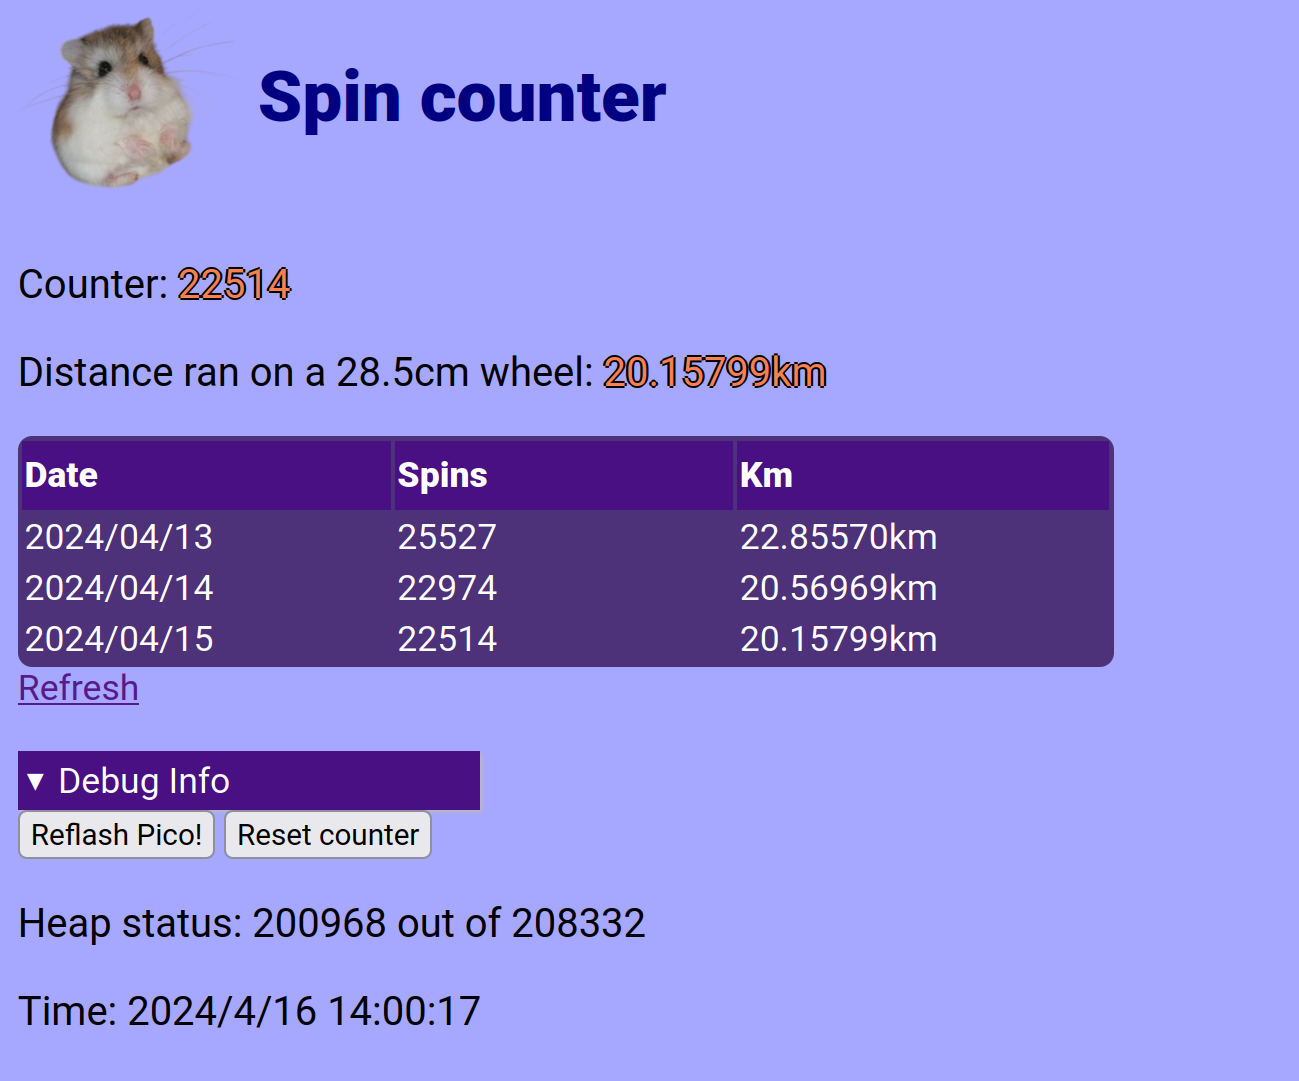 Spin counter
Counter: 22514
Distance ran on a 28.5cm wheel: 20.15799km
Date Spins Km
2024/04/13 25527 22.85570km
2024/04/14 22974 20.56969km
2024/04/15 22514 20.15799km
Refresh
▼ Debug Info
Reflash Pico! Reset counter
Heap status: 200968 out of 208332
Time: 2024/4/16 14:00:17